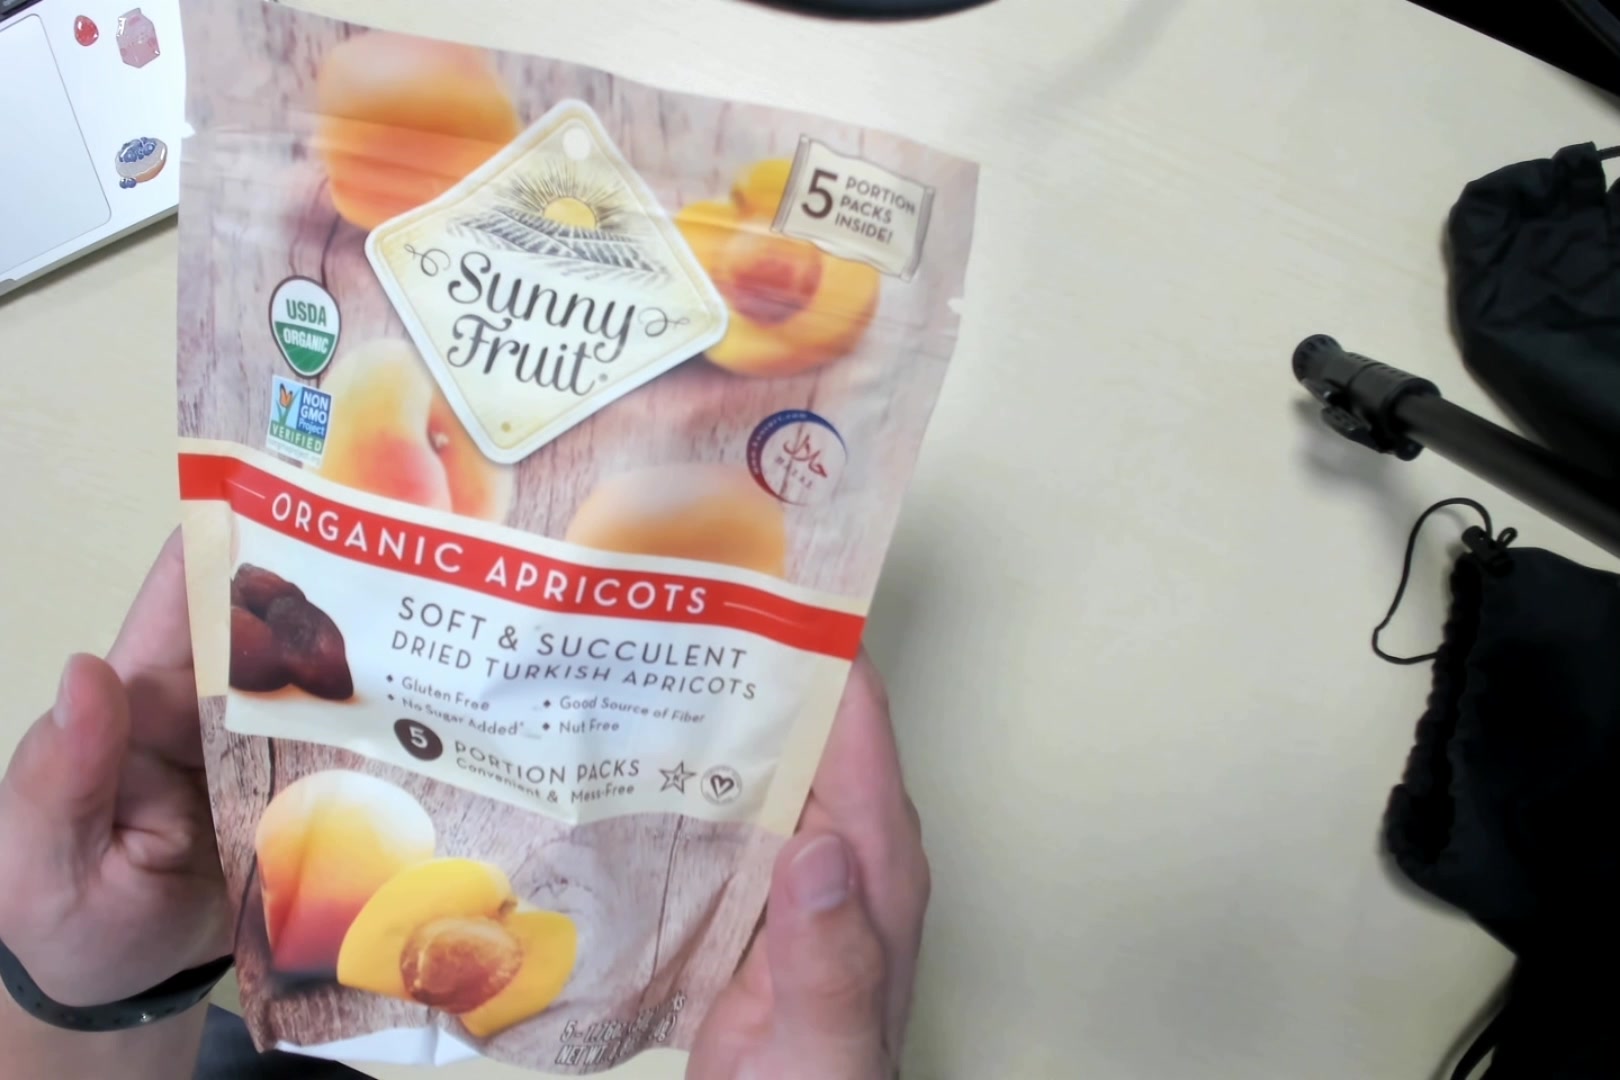 5 PORTION
PACKS
INSIDE!
Sunny
Fruit
USDA
ORGANIC
NON
GMO
Project
VERIFIED
حلال
ORGANIC APRICOTS
SOFT & SUCCULENT
DRIED TURKISH APRICOTS
Gluten Free
No Sugar Added*
Good Source of Fiber
Nut Free
5 PORTION PACKS
Convenient & Mess-Free
K